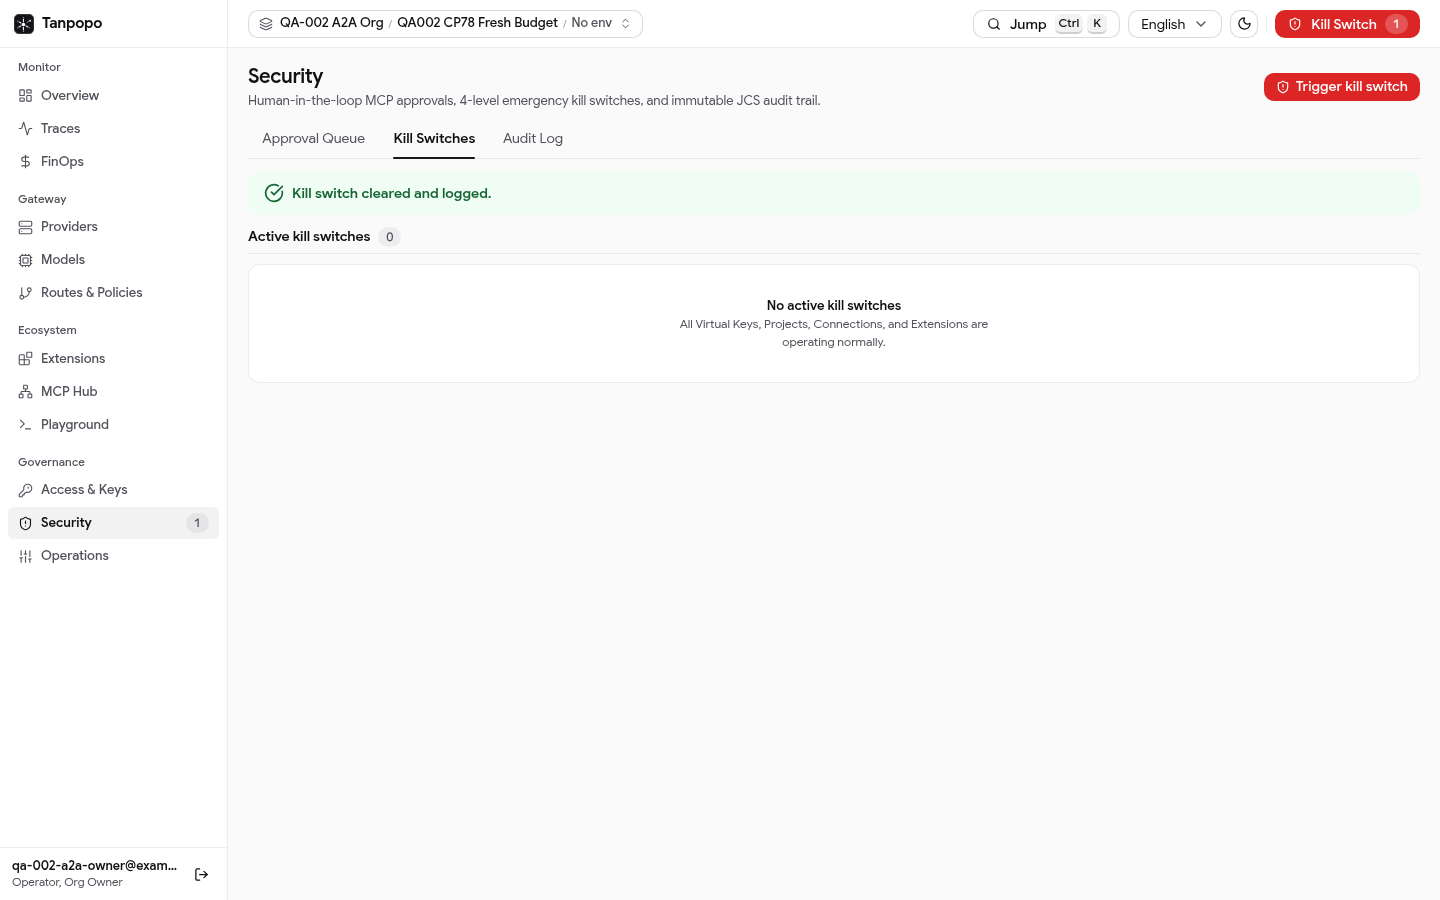 Tanpopo
QA-002 A2A Org / QA002 CP78 Fresh Budget / No env
Jump Ctrl K
English
Kill Switch 1
Monitor
Overview
Traces
FinOps
Gateway
Providers
Models
Routes & Policies
Ecosystem
Extensions
MCP Hub
Playground
Governance
Access & Keys
Security 1
Operations
qa-002-a2a-owner@exam...
Operator, Org Owner
Security
Human-in-the-loop MCP approvals, 4-level emergency kill switches, and immutable JCS audit trail.
Trigger kill switch
Approval Queue
Kill Switches
Audit Log
Kill switch cleared and logged.
Active kill switches 0
No active kill switches
All Virtual Keys, Projects, Connections, and Extensions are
operating normally.